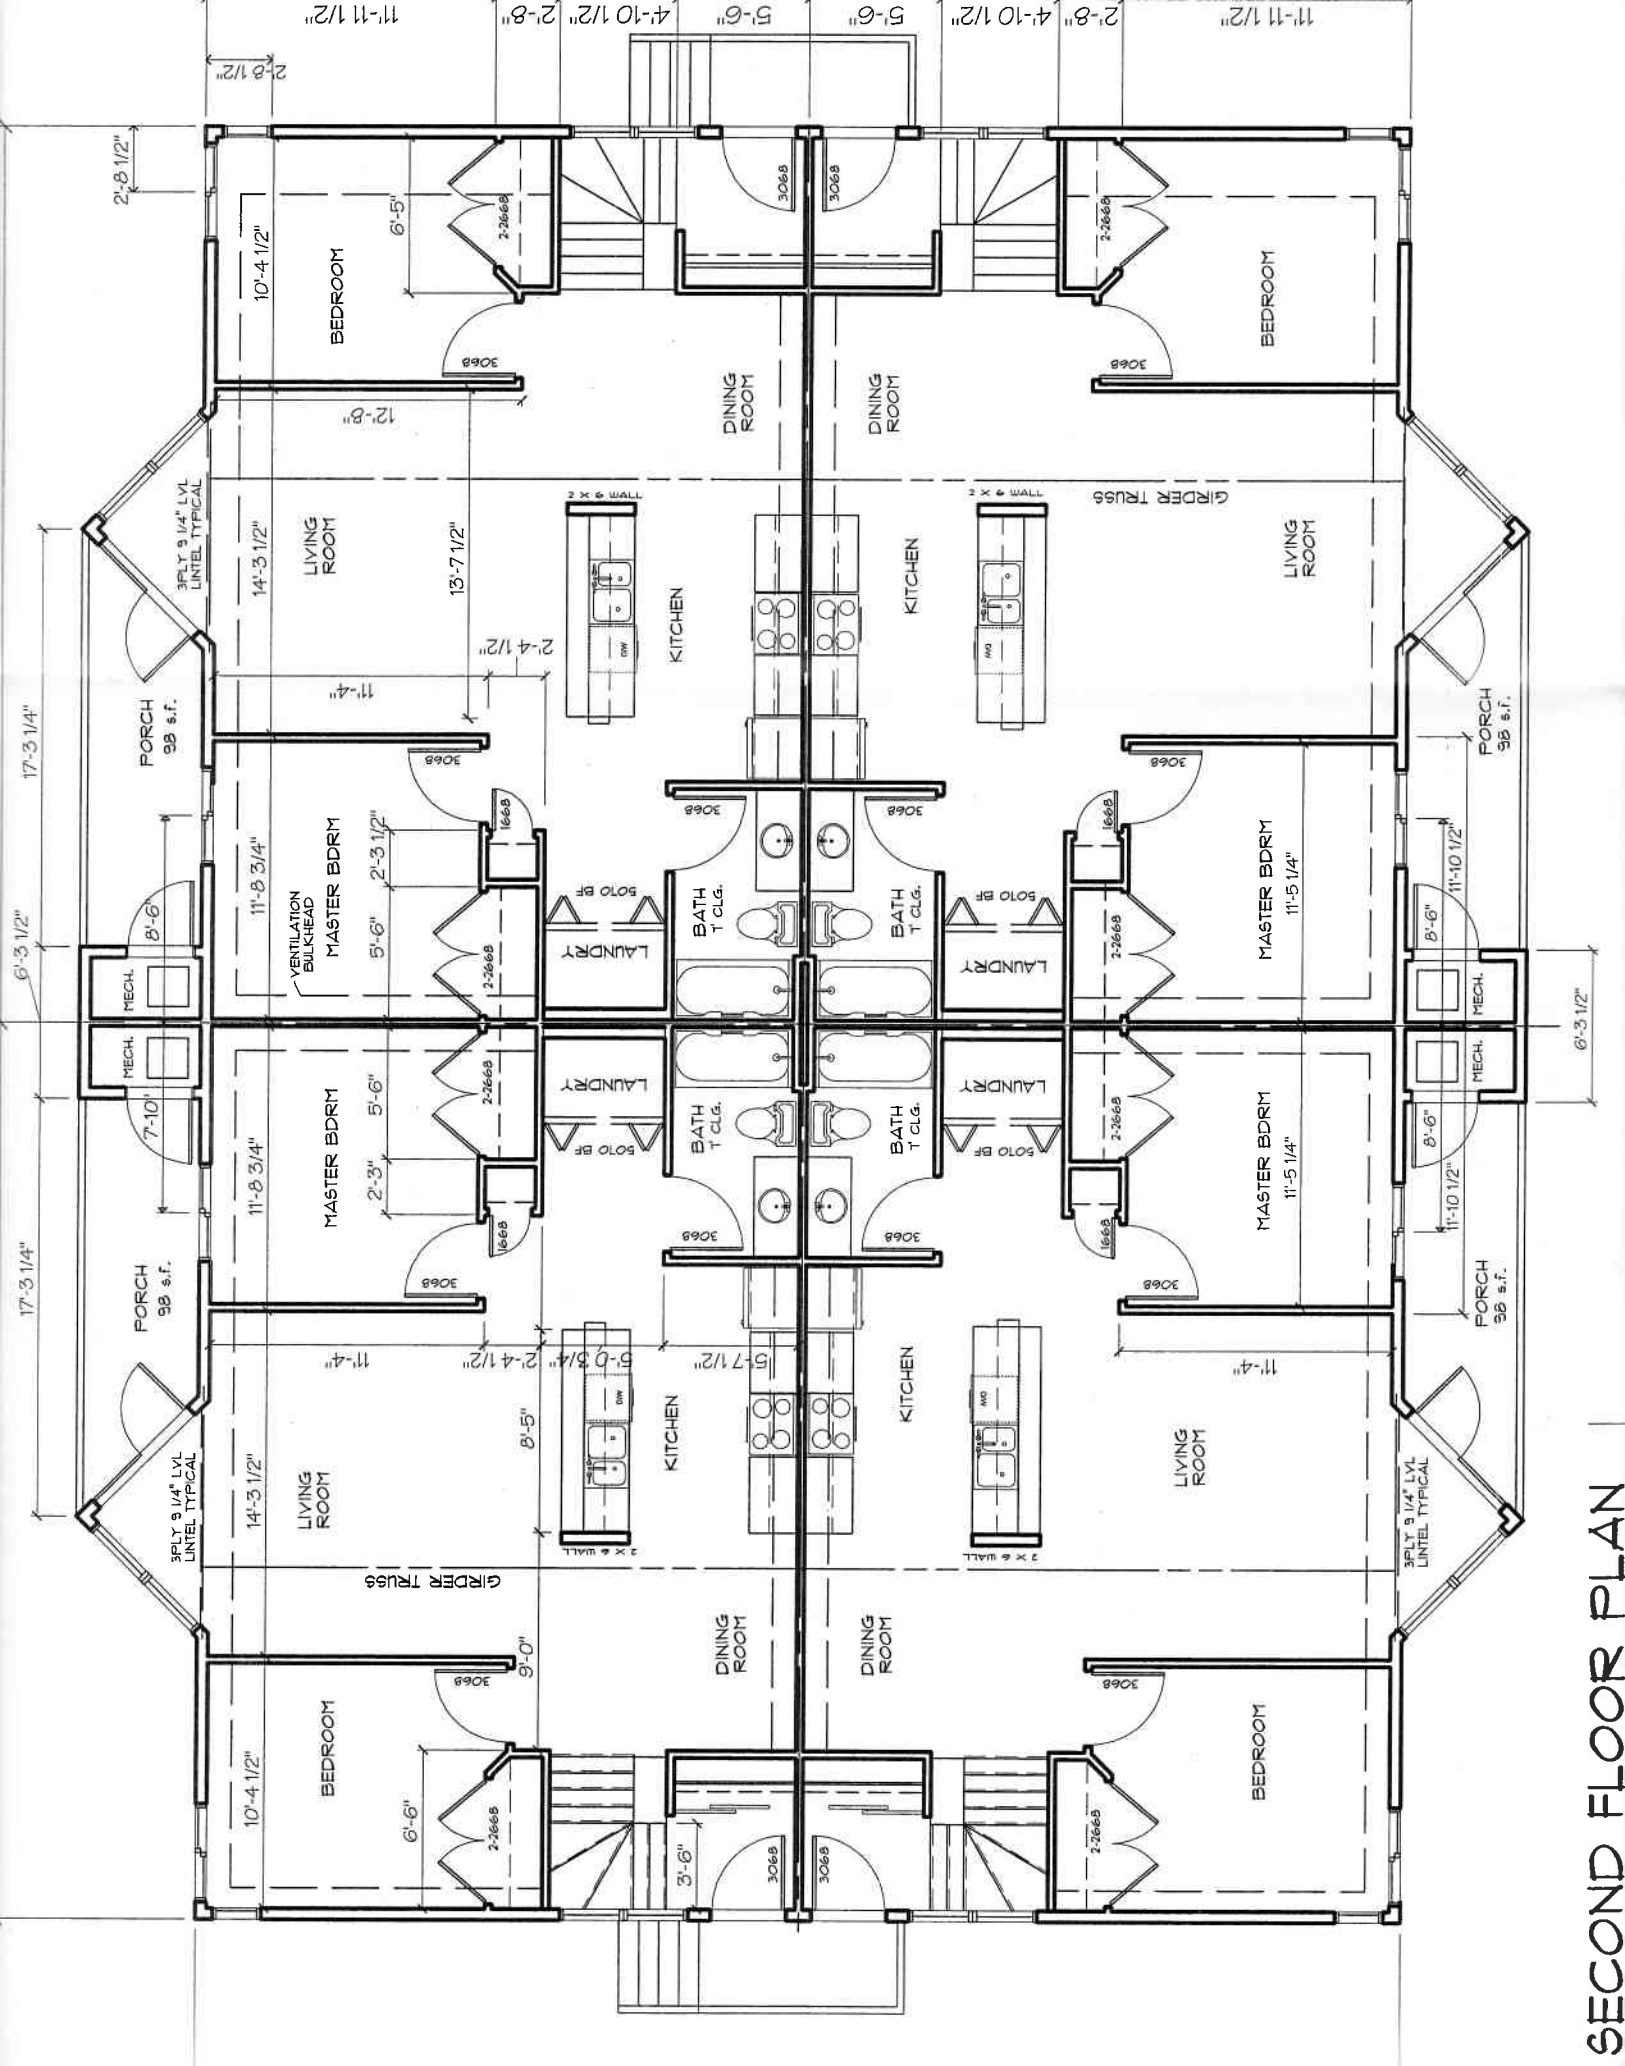 11'-11 1/2"
2'-8"
4'-10 1/2"
5'-6"
5'-6"
4'-10 1/2"
2'-8"
11'-11 1/2"
2'-8 1/2"
2'-8 1/2"
10'-4 1/2"
6'-5"
BEDROOM
2-2668
3068
3068
3068
2-2668
BEDROOM
3068
3068
12'-8"
DINING
ROOM
DINING
ROOM
3PLY 9 1/4" LVL
LINTEL TYPICAL
2 X 6 WALL
2 X 6 WALL
GIRDER TRUSS
LIVING
ROOM
14'-3 1/2"
13'-7 1/2"
LIVING
ROOM
KITCHEN
KITCHEN
DW
DW
2'-4 1/2"
11'-4"
17'-3 1/4"
PORCH
98 s.f.
PORCH
98 s.f.
3068
3068
1668
1668
3068
3068
2'-3 1/2"
11'-8 3/4"
MASTER BDRM
VENTILATION
BULKHEAD
5'-6"
2-2668
5010 BF
LAUNDRY
BATH
T' CLG.
BATH
T' CLG.
5010 BF
LAUNDRY
2-2668
MASTER BDRM
11'-5 1/4"
11'-10 1/2"
8'-6"
8'-6"
6'-3 1/2"
MECH.
MECH.
MECH.
MECH.
6'-3 1/2"
7'-10"
8'-6"
11'-10 1/2"
11'-8 3/4"
MASTER BDRM
5'-6"
2'-3"
2-2668
LAUNDRY
5010 BF
BATH
T' CLG.
BATH
T' CLG.
LAUNDRY
5010 BF
2-2668
MASTER BDRM
11'-5 1/4"
1668
1668
3068
3068
3068
3068
17'-3 1/4"
PORCH
98 s.f.
PORCH
98 s.f.
11'-4"
2'-4 1/2"
5'-0 3/4"
5'-7 1/2"
11'-4"
DW
DW
8'-5"
KITCHEN
KITCHEN
14'-3 1/2"
LIVING
ROOM
LIVING
ROOM
3PLY 9 1/4" LVL
LINTEL TYPICAL
3PLY 9 1/4" LVL
LINTEL TYPICAL
2 X 6 WALL
2 X 6 WALL
GIRDER TRUSS
DINING
ROOM
DINING
ROOM
9'-0"
3068
3068
10'-4 1/2"
BEDROOM
6'-6"
2-2668
3'-6"
3068
3068
2-2668
BEDROOM
SECOND FLOOR PLAN